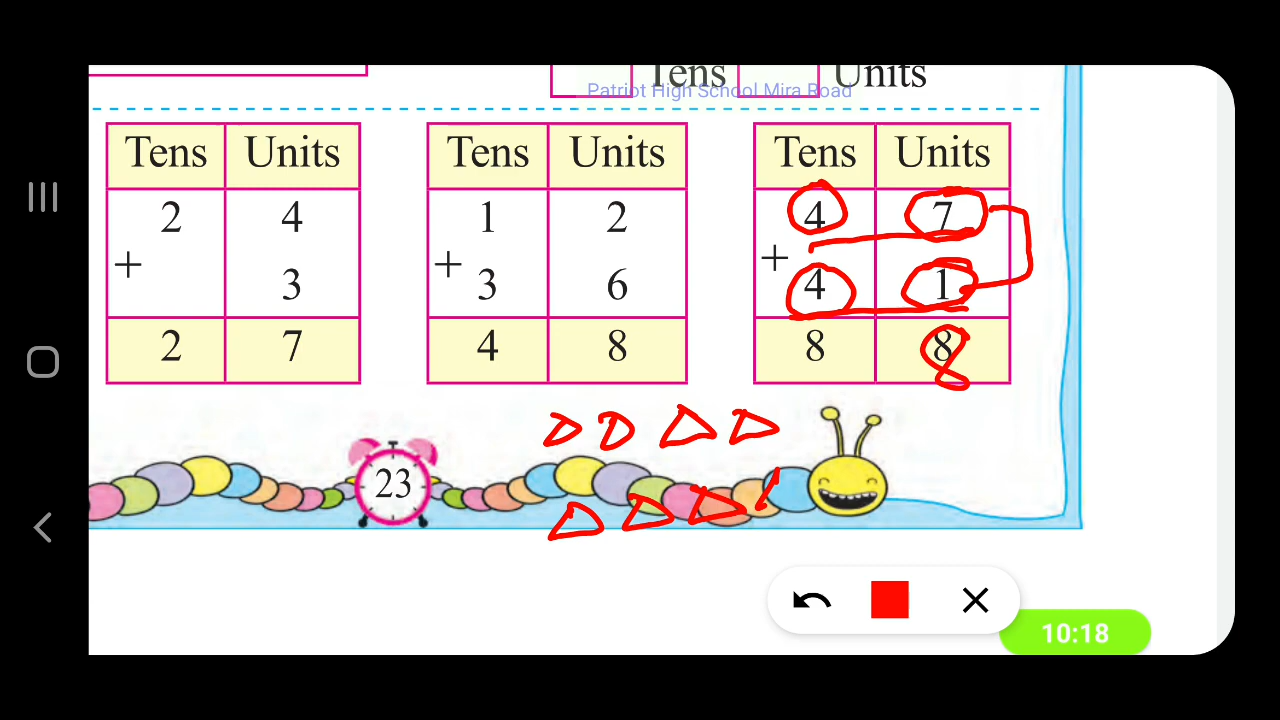 Tens Units
Patriot High School Mira Road
Tens Units Tens Units Tens Units
2 4 1 2 4 7
+ + +
3 3 6 4 1
2 7 4 8 8 8
8
23
10:18